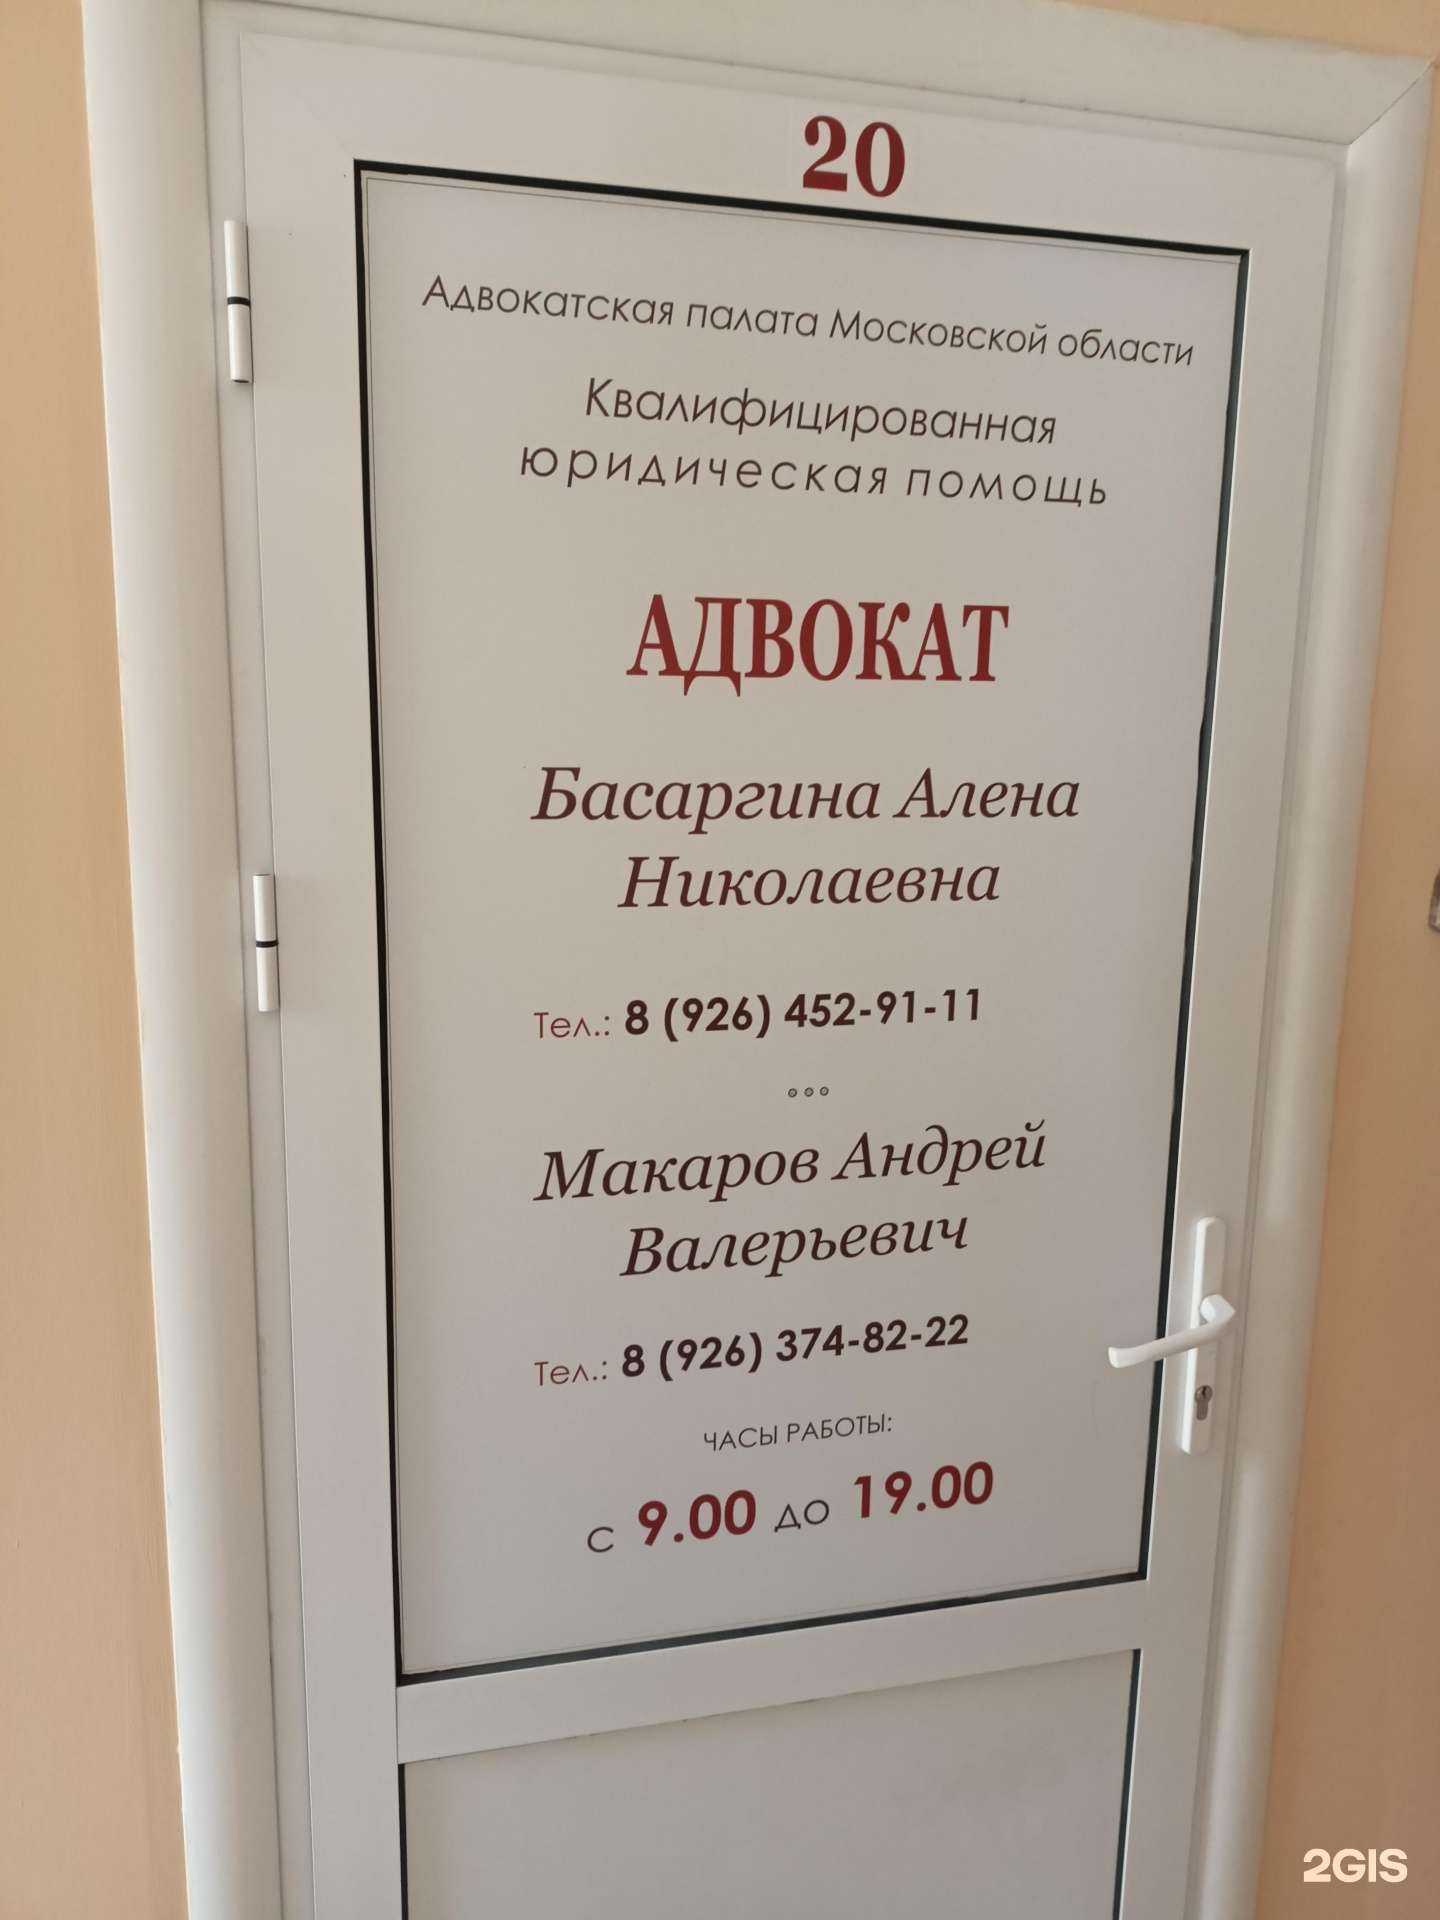 20
Адвокатская палата Московской области
Квалифицированная
юридическая помощь
АДВОКАТ
Басаргина Алена
Николаевна
Тел.: 8 (926) 452-91-11
Макаров Андрей
Валерьевич
Тел.: 8 (926) 374-82-22
ЧАСЫ РАБОТЫ:
с 9.00 до 19.00
2GIS